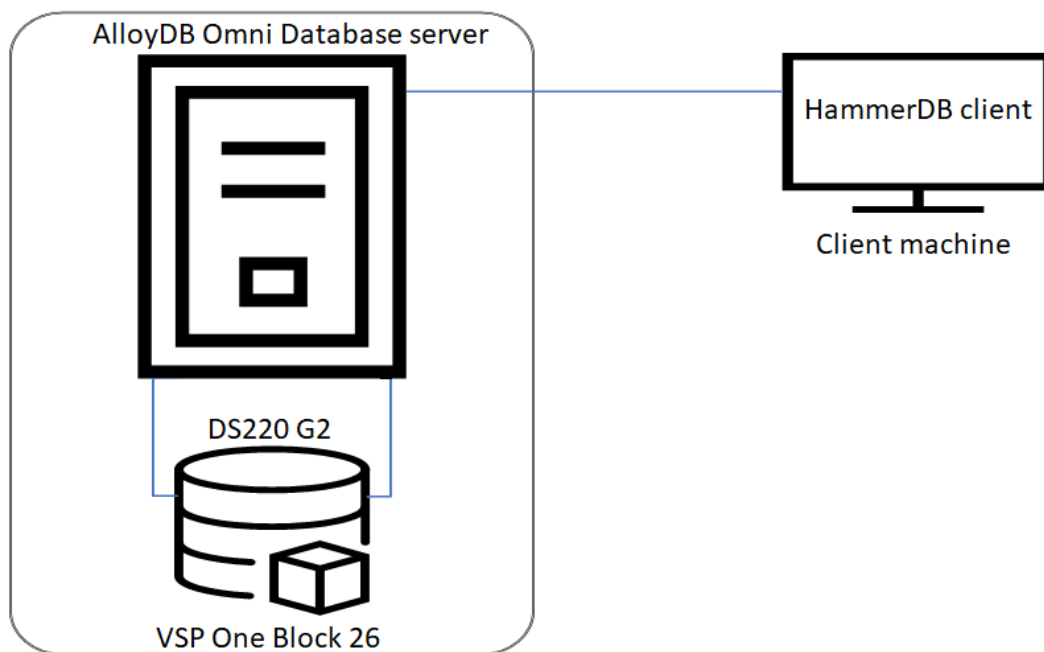 AlloyDB Omni Database server
HammerDB client
Client machine
DS220 G2
VSP One Block 26